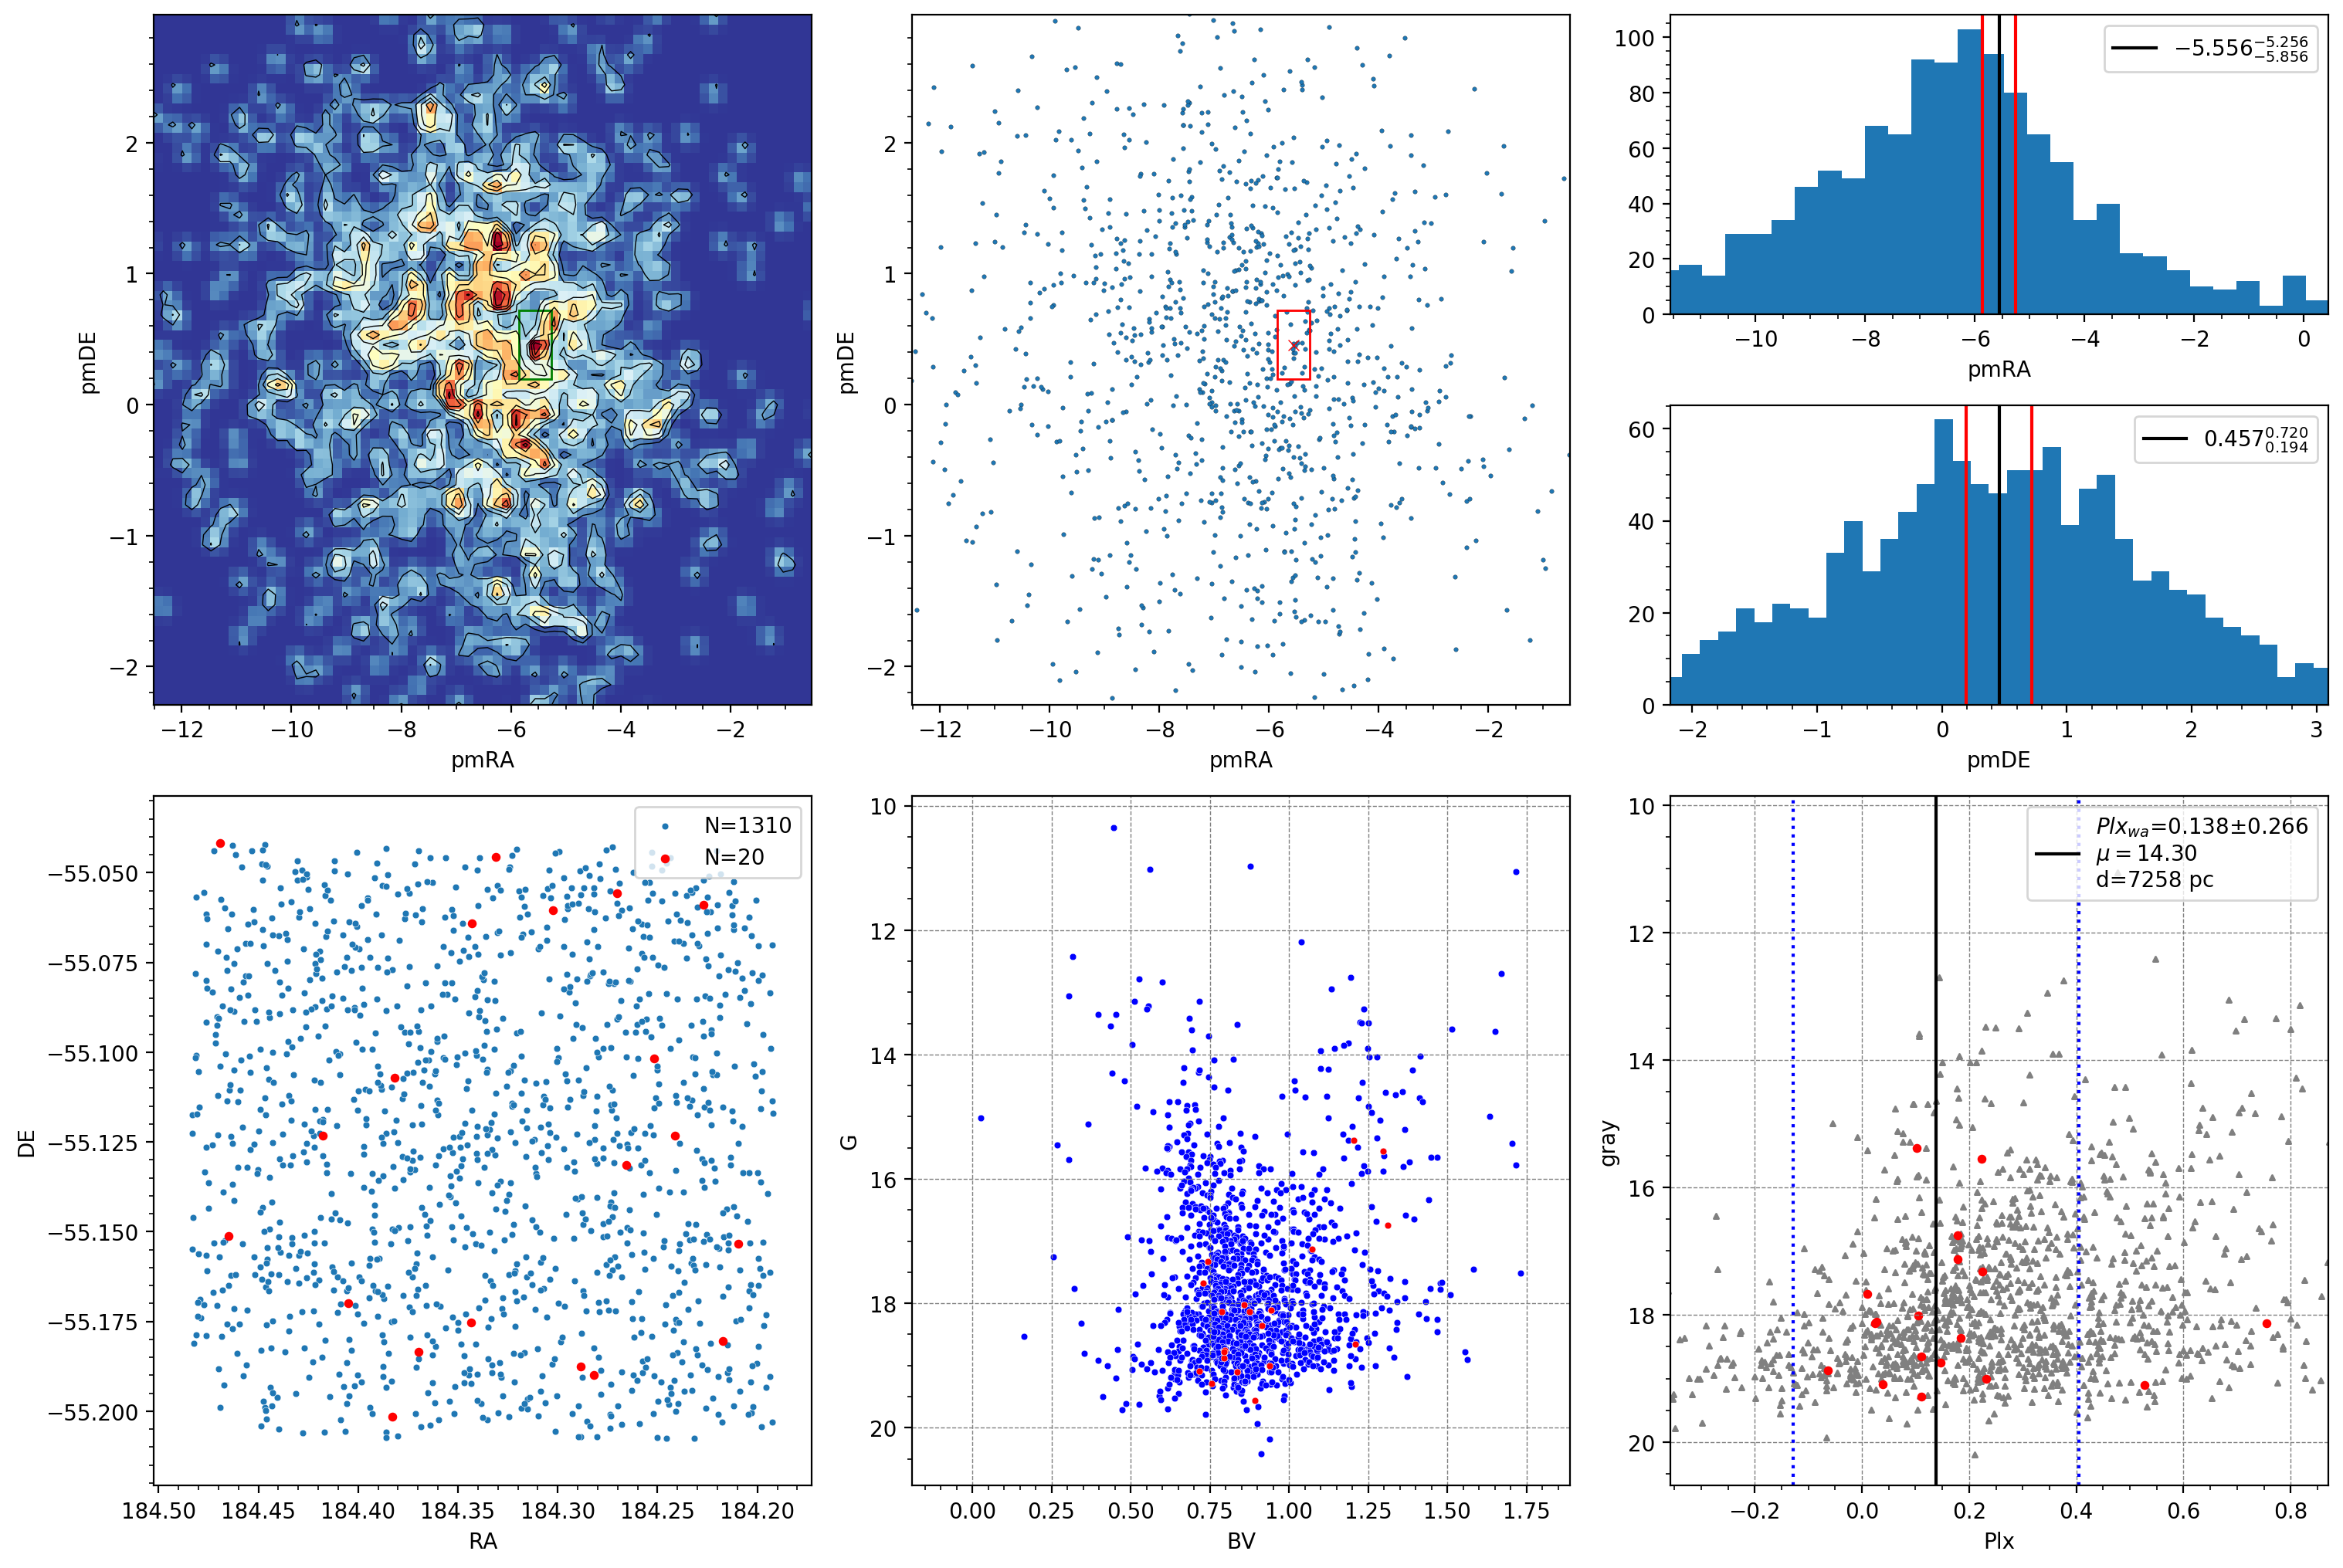 2
1
0
−1
−2
pmDE
−12 −10 −8 −6 −4 −2
pmRA
2
1
0
−1
−2
pmDE
−12 −10 −8 −6 −4 −2
pmRA
100
80
60
40
20
0
−5.556 −5.256 −5.856
−10 −8 −6 −4 −2 0
pmRA
60
40
20
0
0.457 0.720 0.194
−2 −1 0 1 2 3
pmDE
N=1310
N=20
−55.050
−55.075
−55.100
−55.125
−55.150
−55.175
−55.200
DE
184.50 184.45 184.40 184.35 184.30 184.25 184.20
RA
10
12
14
16
18
20
G
0.00 0.25 0.50 0.75 1.00 1.25 1.50 1.75
BV
Plx_wa=0.138±0.266
μ = 14.30
d=7258 pc
10
12
14
16
18
20
gray
−0.2 0.0 0.2 0.4 0.6 0.8
Plx